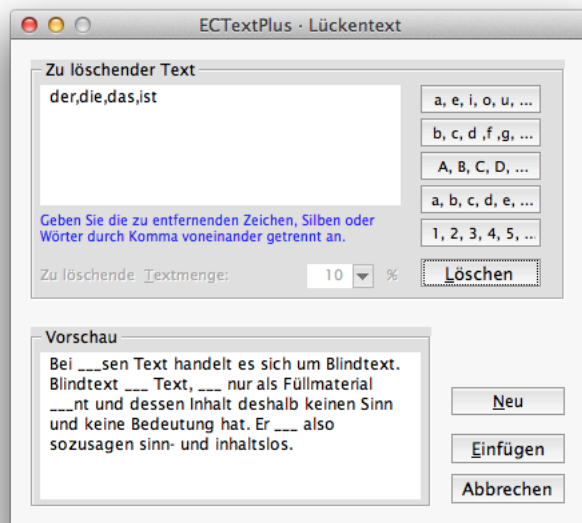 ECTextPlus · Lückentext
Zu löschender Text
der,die,das,ist
a, e, i, o, u, ...
b, c, d ,f ,g, ...
A, B, C, D, ...
a, b, c, d, e, ...
1, 2, 3, 4, 5, ...
Geben Sie die zu entfernenden Zeichen, Silben oder
Wörter durch Komma voneinander getrennt an.
Zu löschende Textmenge:
10 %
Löschen
Vorschau
Bei ___sen Text handelt es sich um Blindtext.
Blindtext ___ Text, ___ nur als Füllmaterial
___nt und dessen Inhalt deshalb keinen Sinn
und keine Bedeutung hat. Er ___ also
sozusagen sinn- und inhaltslos.
Neu
Einfügen
Abbrechen